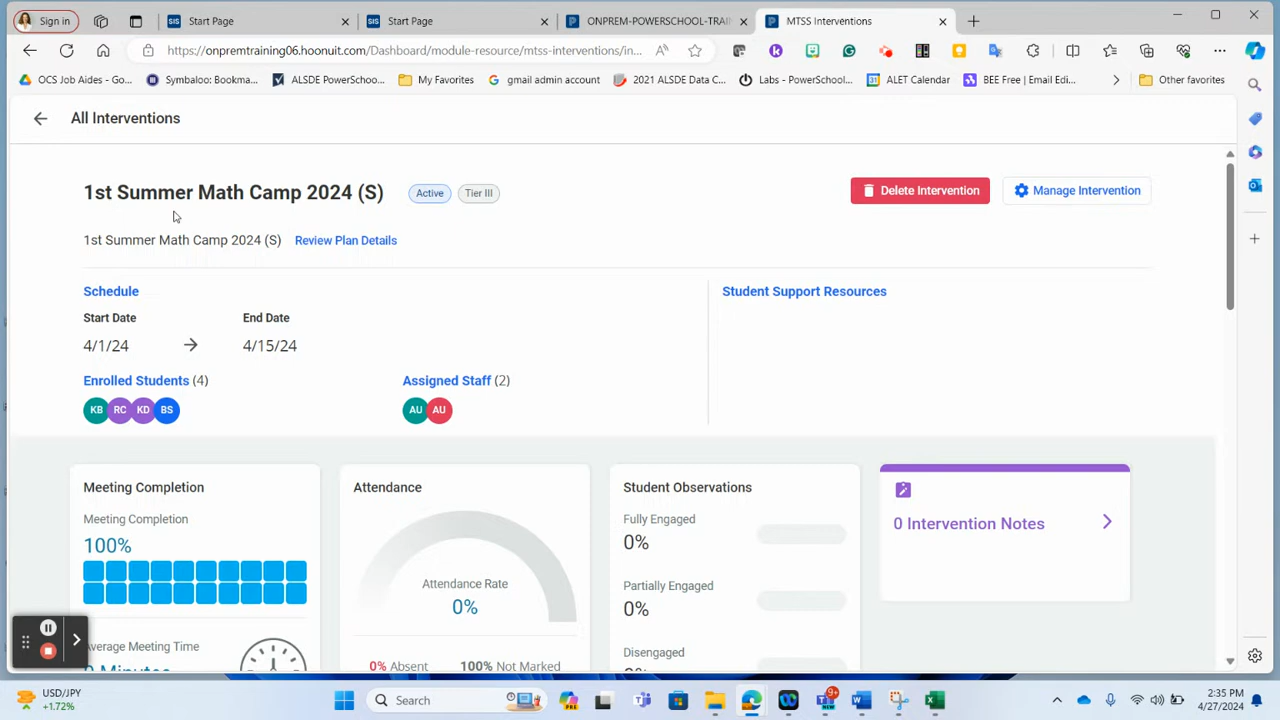 Sign in
SIS Start Page
SIS Start Page
ONPREM-POWERSCHOOL-TRAI
MTSS Interventions
https://onpremtraining06.hoonuit.com/Dashboard/module-resource/mtss-interventions/in...
OCS Job Aides - Go...
Symbaloo: Bookma...
ALSDE PowerSchoo...
My Favorites
gmail admin account
2021 ALSDE Data C...
Labs - PowerSchool...
ALET Calendar
BEE Free | Email Edi...
Other favorites
All Interventions
1st Summer Math Camp 2024 (S)
Active
Tier III
Delete Intervention
Manage Intervention
1st Summer Math Camp 2024 (S)
Review Plan Details
Schedule
Student Support Resources
Start Date
End Date
4/1/24
4/15/24
Enrolled Students (4)
Assigned Staff (2)
KB RC KD BS
AU AU
Meeting Completion
Attendance
Student Observations
Meeting Completion
Fully Engaged
100%
0%
0 Intervention Notes
Attendance Rate
0%
Partially Engaged
0%
Average Meeting Time
Disengaged
0% Absent
100% Not Marked
USD/JPY
+1.72%
Search
PRE
9+
NEW
2:35 PM
4/27/2024